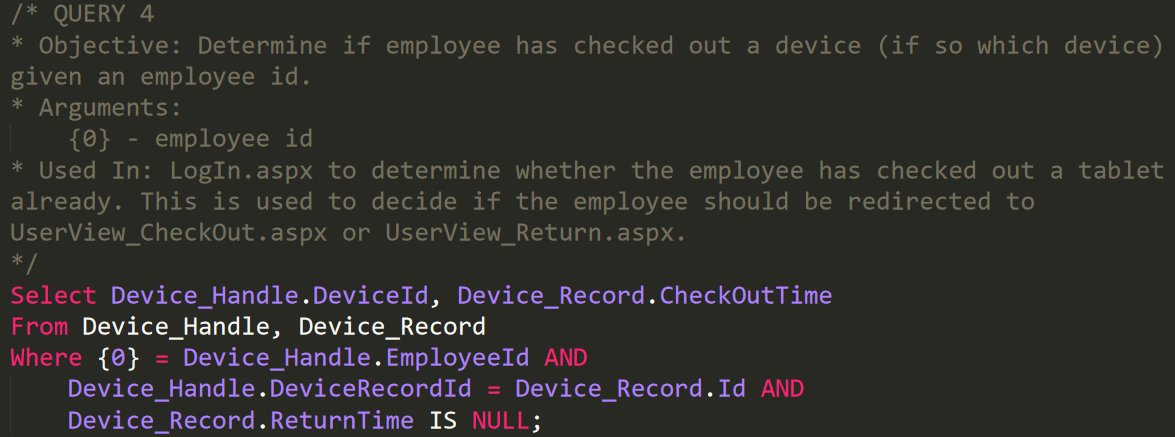 /* QUERY 4
* Objective: Determine if employee has checked out a device (if so which device)
given an employee id.
* Arguments:
    {0} - employee id
* Used In: LogIn.aspx to determine whether the employee has checked out a tablet
already. This is used to decide if the employee should be redirected to
UserView_CheckOut.aspx or UserView_Return.aspx.
*/
Select Device_Handle.DeviceId, Device_Record.CheckOutTime
From Device_Handle, Device_Record
Where {0} = Device_Handle.EmployeeId AND
    Device_Handle.DeviceRecordId = Device_Record.Id AND
    Device_Record.ReturnTime IS NULL;